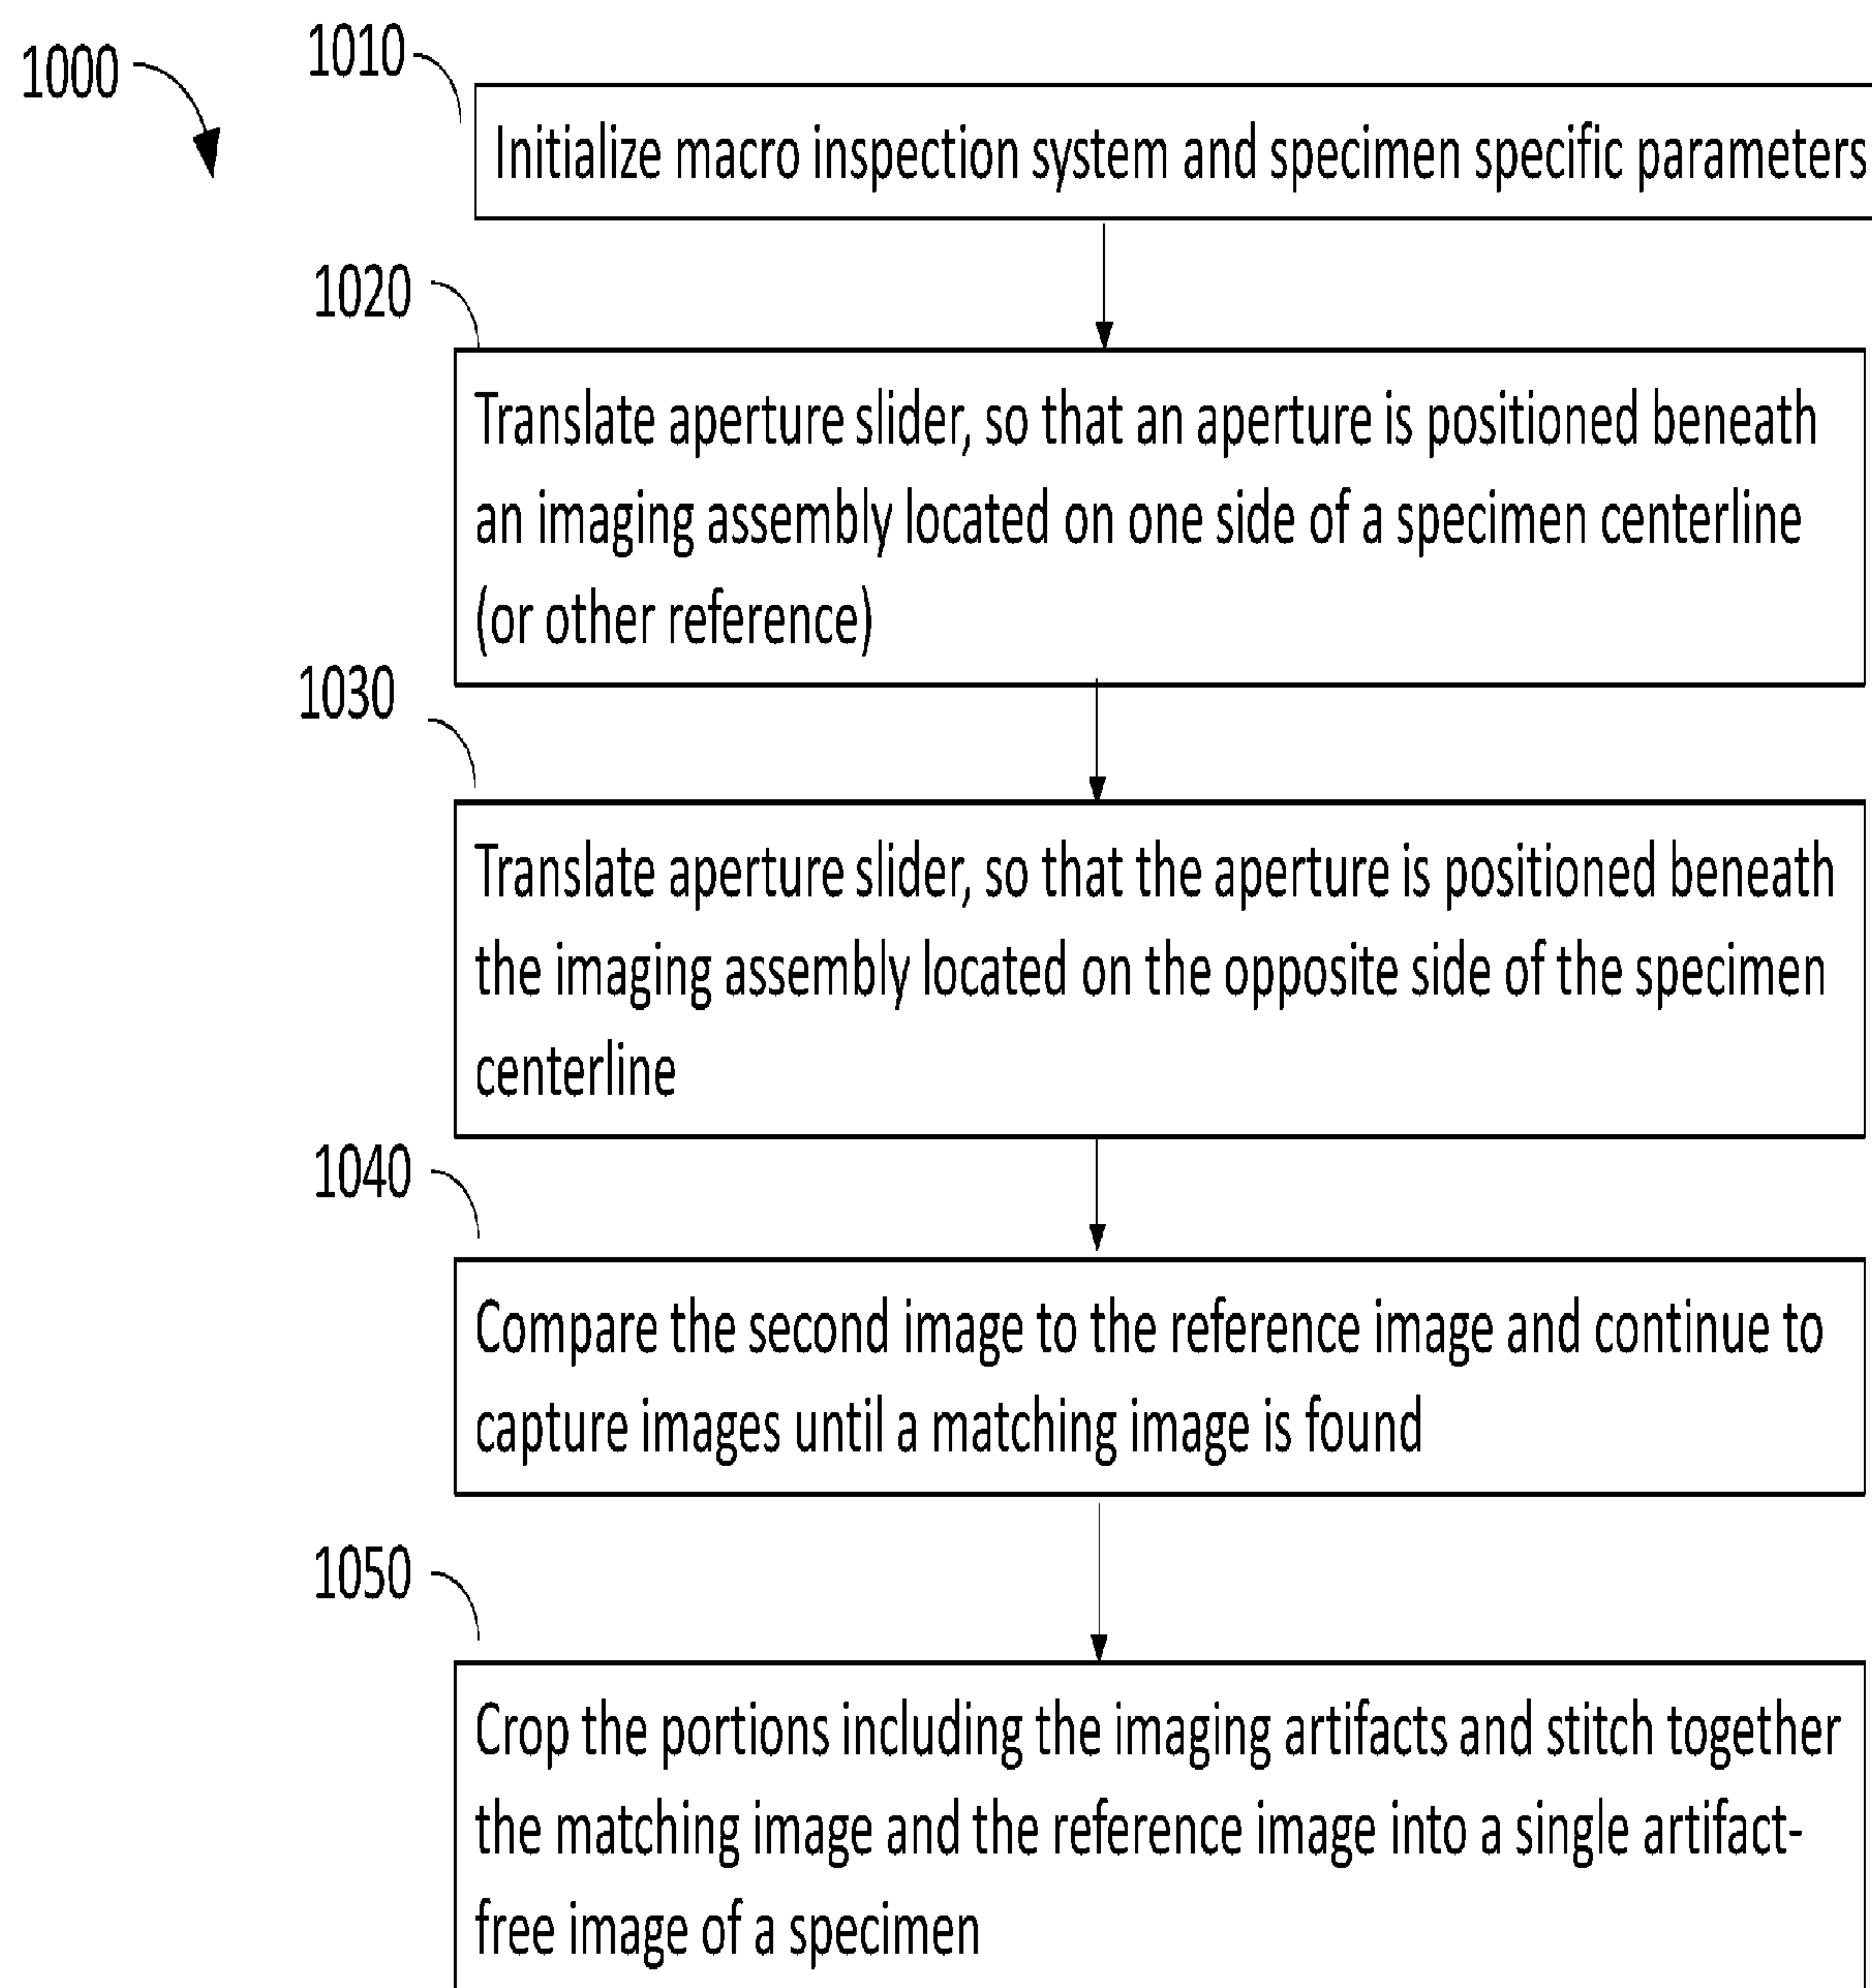 1000
1010
Initialize macro inspection system and specimen specific parameters
1020
Translate aperture slider, so that an aperture is positioned beneath
an imaging assembly located on one side of a specimen centerline
(or other reference)
1030
Translate aperture slider, so that the aperture is positioned beneath
the imaging assembly located on the opposite side of the specimen
centerline
1040
Compare the second image to the reference image and continue to
capture images until a matching image is found
1050
Crop the portions including the imaging artifacts and stitch together
the matching image and the reference image into a single artifact-
free image of a specimen